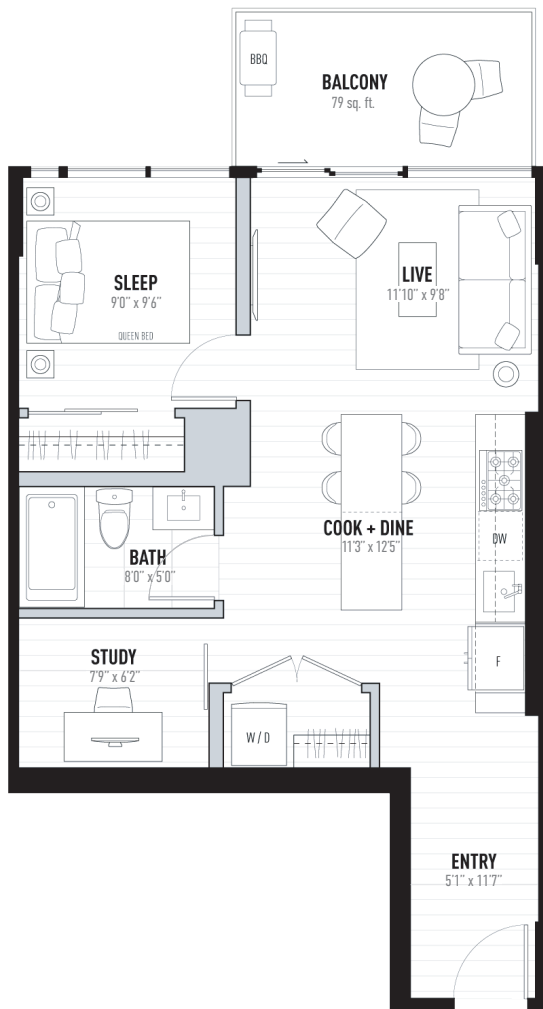 BBQ
BALCONY
79 sq. ft.
SLEEP
9'0" x 9'6"
QUEEN BED
LIVE
11'10" x 9'8"
COOK + DINE
11'3" x 12'5"
DW
BATH
8'0" x 5'0"
STUDY
7'9" x 6'2"
F
W / D
ENTRY
5'1" x 11'7"